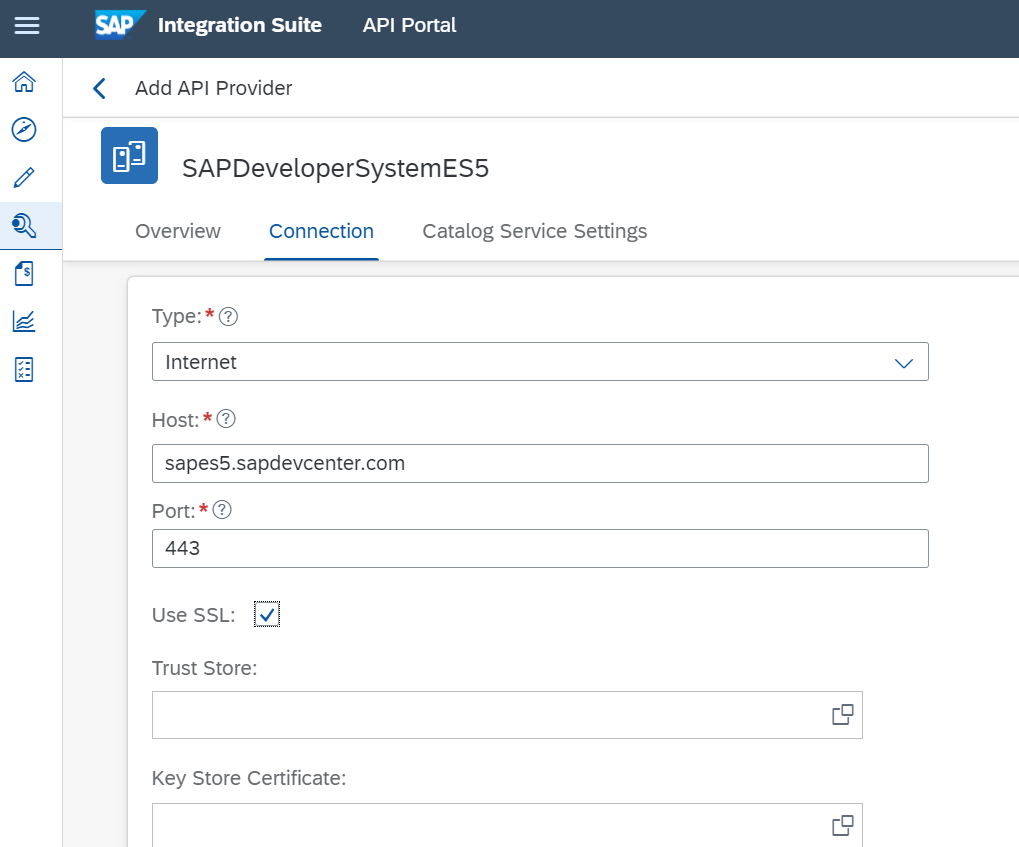 SAP Integration Suite API Portal
Add API Provider
SAPDeveloperSystemES5
Overview Connection Catalog Service Settings
Type:*
Internet
Host:*
sapes5.sapdevcenter.com
Port:*
443
Use SSL:
Trust Store:
Key Store Certificate: